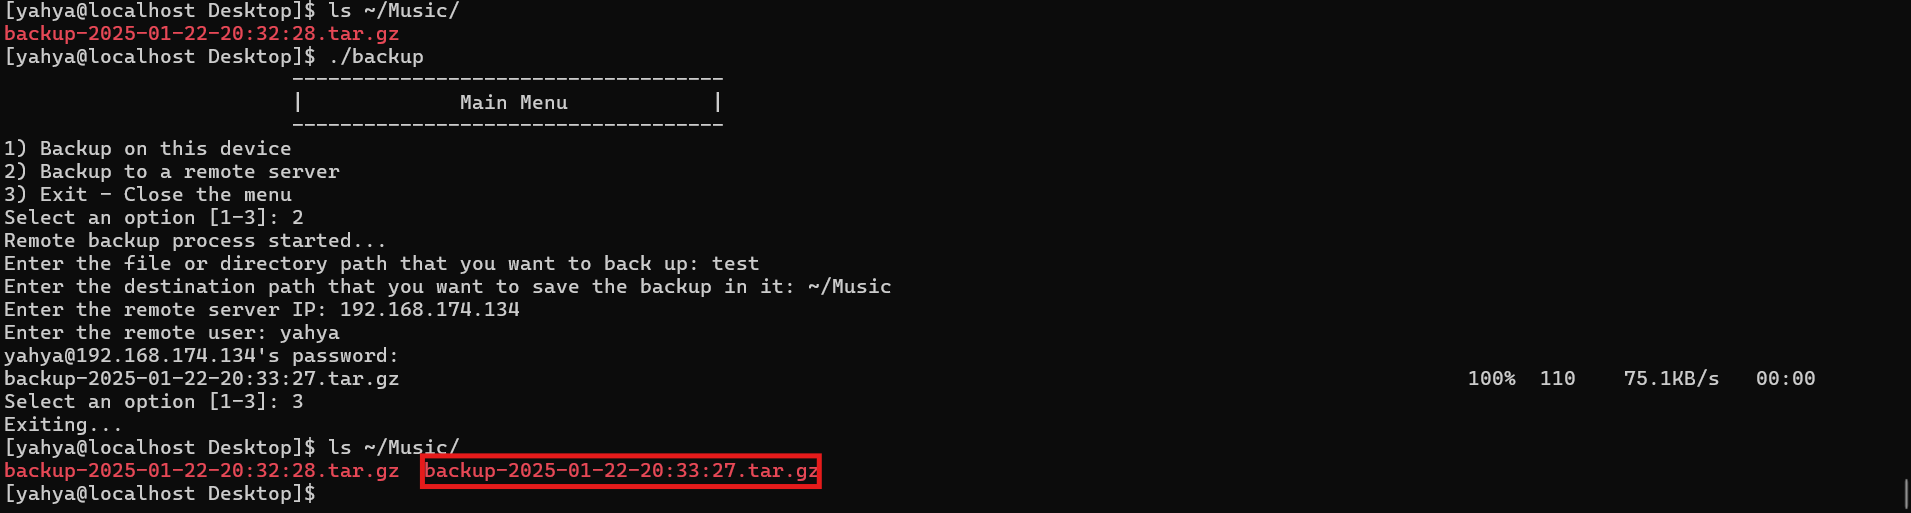 [yahya@localhost Desktop]$ ls ~/Music/
backup-2025-01-22-20:32:28.tar.gz
[yahya@localhost Desktop]$ ./backup
------------------------------------
| Main Menu |
------------------------------------
1) Backup on this device
2) Backup to a remote server
3) Exit - Close the menu
Select an option [1-3]: 2
Remote backup process started...
Enter the file or directory path that you want to back up: test
Enter the destination path that you want to save the backup in it: ~/Music
Enter the remote server IP: 192.168.174.134
Enter the remote user: yahya
yahya@192.168.174.134's password:
backup-2025-01-22-20:33:27.tar.gz 100% 110 75.1KB/s 00:00
Select an option [1-3]: 3
Exiting...
[yahya@localhost Desktop]$ ls ~/Music/
backup-2025-01-22-20:32:28.tar.gz backup-2025-01-22-20:33:27.tar.gz
[yahya@localhost Desktop]$